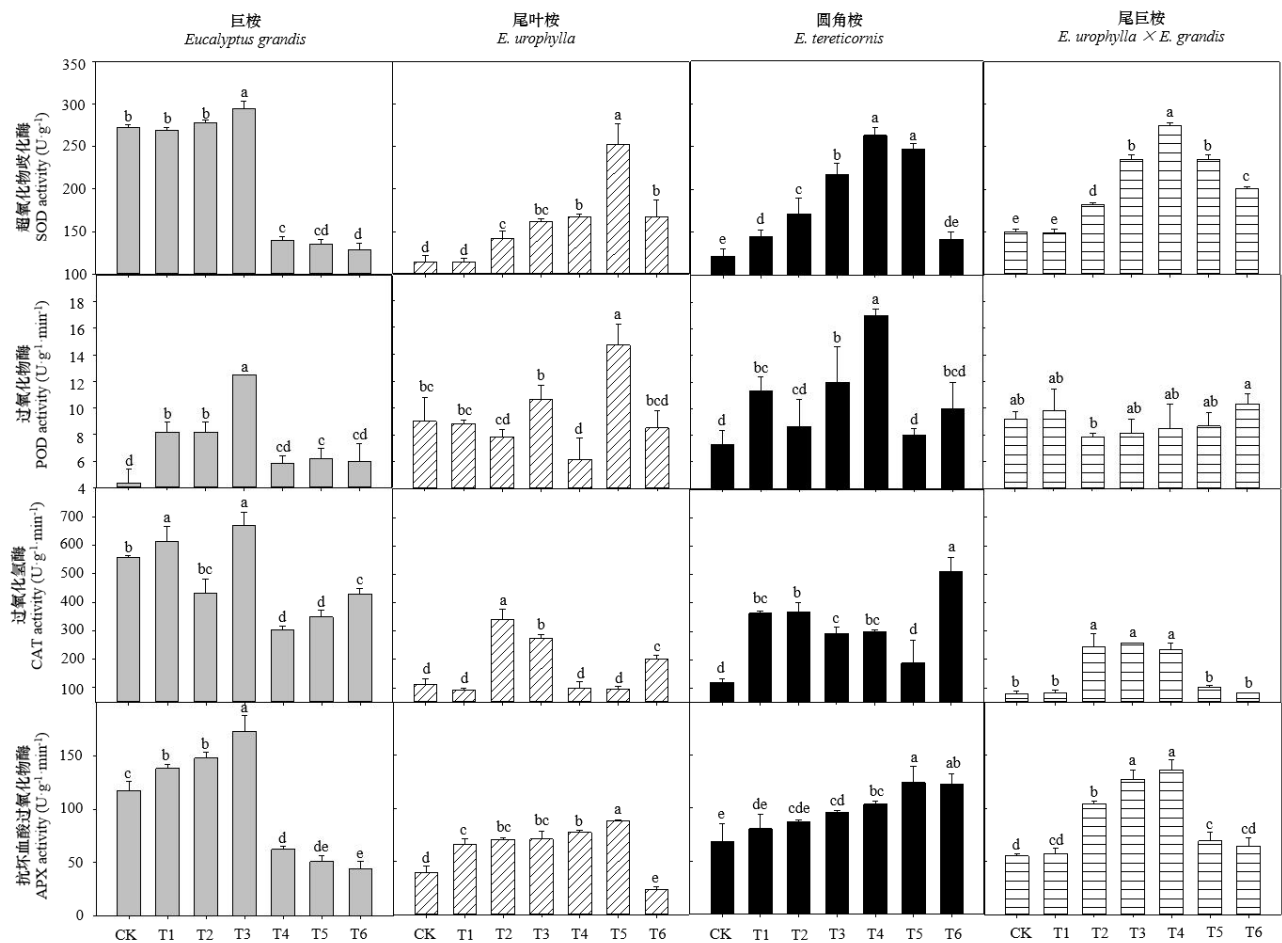 巨桉 尾叶桉 圆角桉 尾巨桉
Eucalyptus grandis E. urophylla E. tereticornis E. urophylla × E. grandis
超氧化物歧化酶
SOD activity (U·g-1)
350
300
250
200
150
100
b b b a c cd d
d d c bc b a b
e d c b a a de
e e d b a b c
过氧化物酶
POD activity (U·g-1·min-1)
18
16
14
12
10
8
6
4
d b b a cd c cd
bc bc cd b d a bcd
d b cd b a d bcd
ab ab b ab ab ab a
过氧化氢酶
CAT activity (U·g-1·min-1)
700
600
500
400
300
200
100
b a bc a d d c
d d a b d d c
d bc b c bc d a
b b a a a b b
抗坏血酸过氧化物酶
APX activity (U·g-1·min-1)
150
100
50
0
c b b a d de e
d c bc bc b a e
e de cde cd bc a ab
d cd b a a c cd
CK T1 T2 T3 T4 T5 T6 CK T1 T2 T3 T4 T5 T6 CK T1 T2 T3 T4 T5 T6 CK T1 T2 T3 T4 T5 T6